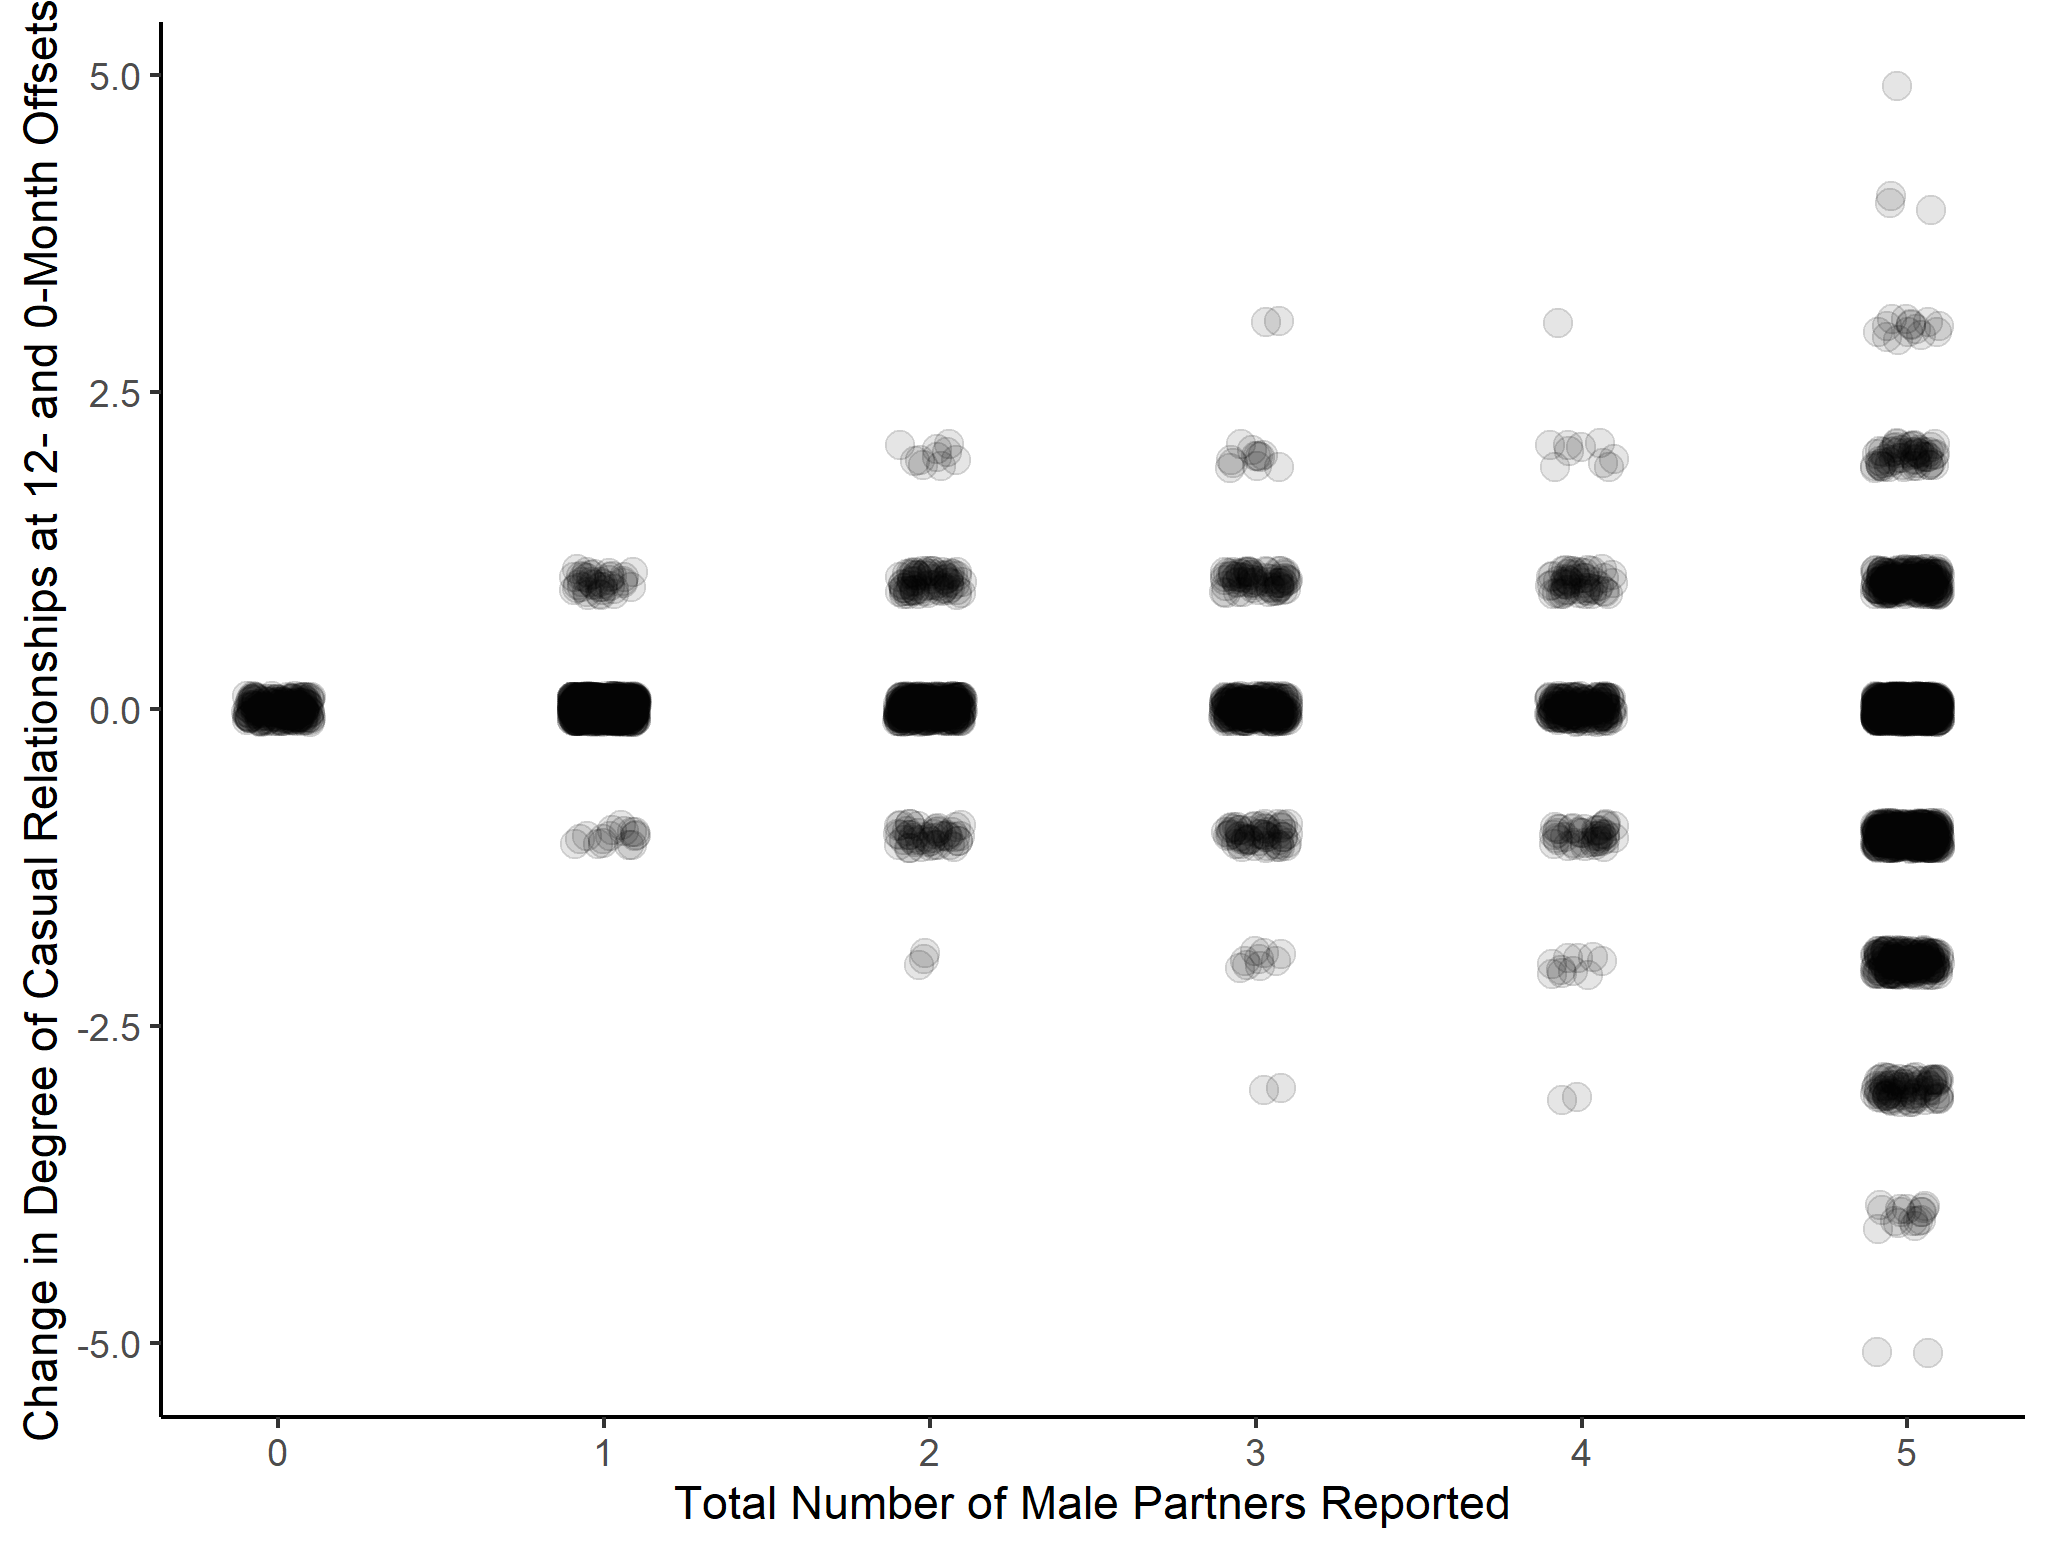 Change in Degree of Casual Relationships at 12- and 0-Month Offsets
5.0
2.5
0.0
-2.5
-5.0
0 1 2 3 4 5
Total Number of Male Partners Reported